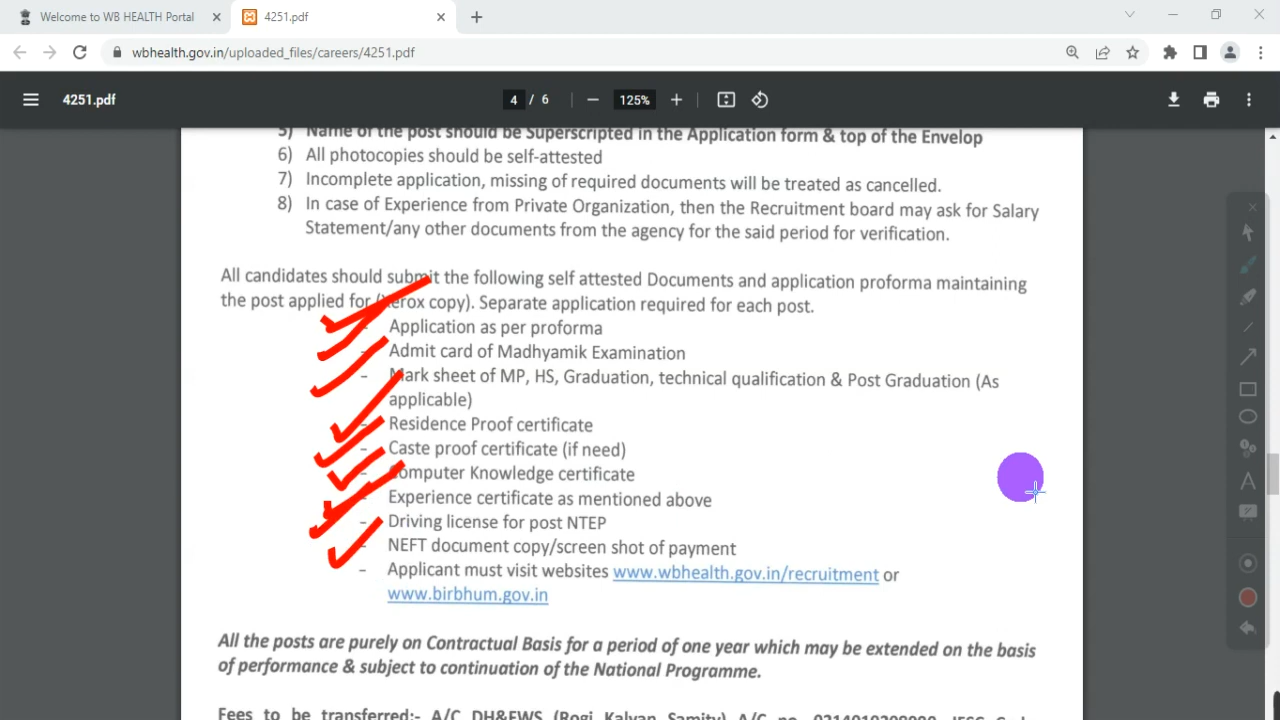 Welcome to WB HEALTH Portal
4251.pdf
wbhealth.gov.in/uploaded_files/careers/4251.pdf
4251.pdf
4 / 6
125%
5) Name of the post should be Superscripted in the Application form & top of the Envelop
6) All photocopies should be self-attested
7) Incomplete application, missing of required documents will be treated as cancelled.
8) In case of Experience from Private Organization, then the Recruitment board may ask for Salary
Statement/any other documents from the agency for the said period for verification.
All candidates should submit the following self attested Documents and application proforma maintaining
the post applied for (Xerox copy). Separate application required for each post.
- Application as per proforma
- Admit card of Madhyamik Examination
- Mark sheet of MP, HS, Graduation, technical qualification & Post Graduation (As
applicable)
- Residence Proof certificate
- Caste proof certificate (if need)
- Computer Knowledge certificate
- Experience certificate as mentioned above
- Driving license for post NTEP
- NEFT document copy/screen shot of payment
- Applicant must visit websites www.wbhealth.gov.in/recruitment or
www.birbhum.gov.in
All the posts are purely on Contractual Basis for a period of one year which may be extended on the basis
of performance & subject to continuation of the National Programme.
Fees to be transferred:- A/C DH&FWS (Rogi Kalyan Samity) A/C no.